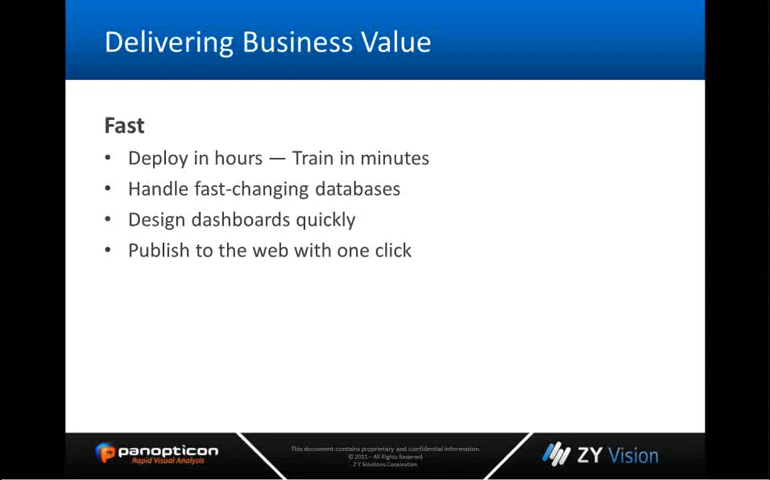 Delivering Business Value
Fast
• Deploy in hours — Train in minutes
• Handle fast-changing databases
• Design dashboards quickly
• Publish to the web with one click
panopticon
Rapid Visual Analysis
This document contains proprietary and confidential information.
© 2011 – All Rights Reserved.
ZY Solutions Corporation
ZY Vision